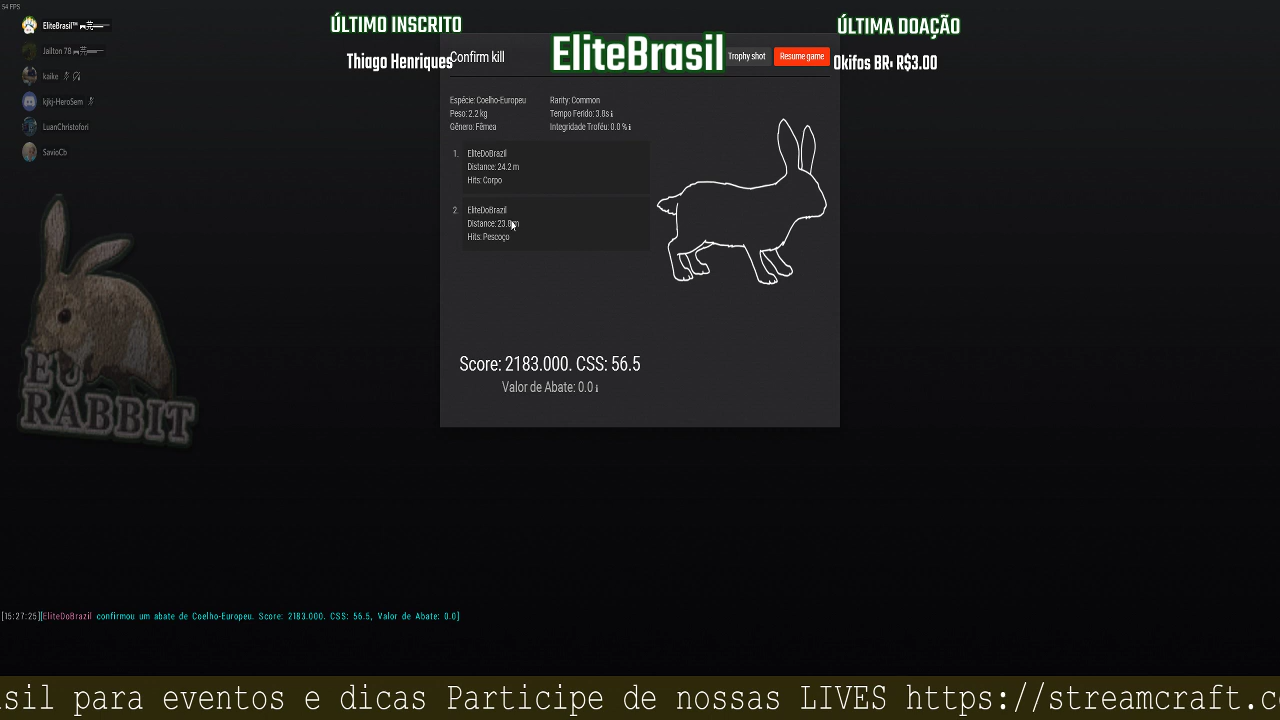 54 FPS
ÚLTIMO INSCRITO
ÚLTIMA DOAÇÃO
EliteBrasil™
Jailton 78
kaike
kjkj-HeroSem
LuanChristofori
SavioCb
Thiago Henriques
EliteBrasil
Okifos BR: R$3.00
Confirm kill
Trophy shot
Resume game
Espécie: Coelho-Europeu
Rarity: Common
Peso: 2.2 kg
Tempo Ferido: 3.8s
Gênero: Fêmea
Integridade Troféu: 0.0 %
1. EliteDoBrazil
Distance: 24.2 m
Hits: Corpo
2. EliteDoBrazil
Distance: 23. m
Hits: Pescoço
Score: 2183.000. CSS: 56.5
Valor de Abate: 0.0
RABBIT
[15:27:25][EliteDoBrazil confirmou um abate de Coelho-Europeu. Score: 2183.000. CSS: 56.5, Valor de Abate: 0.0]
sil para eventos e dicas Participe de nossas LIVES https://streamcraft.c